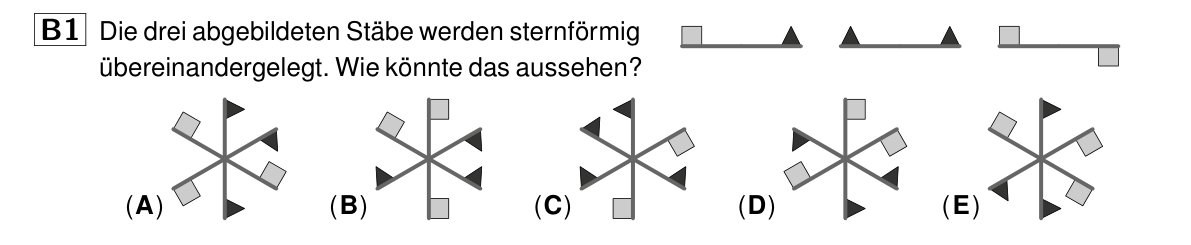 B1 Die drei abgebildeten Stäbe werden sternförmig
übereinandergelegt. Wie könnte das aussehen?
(A) (B) (C) (D) (E)